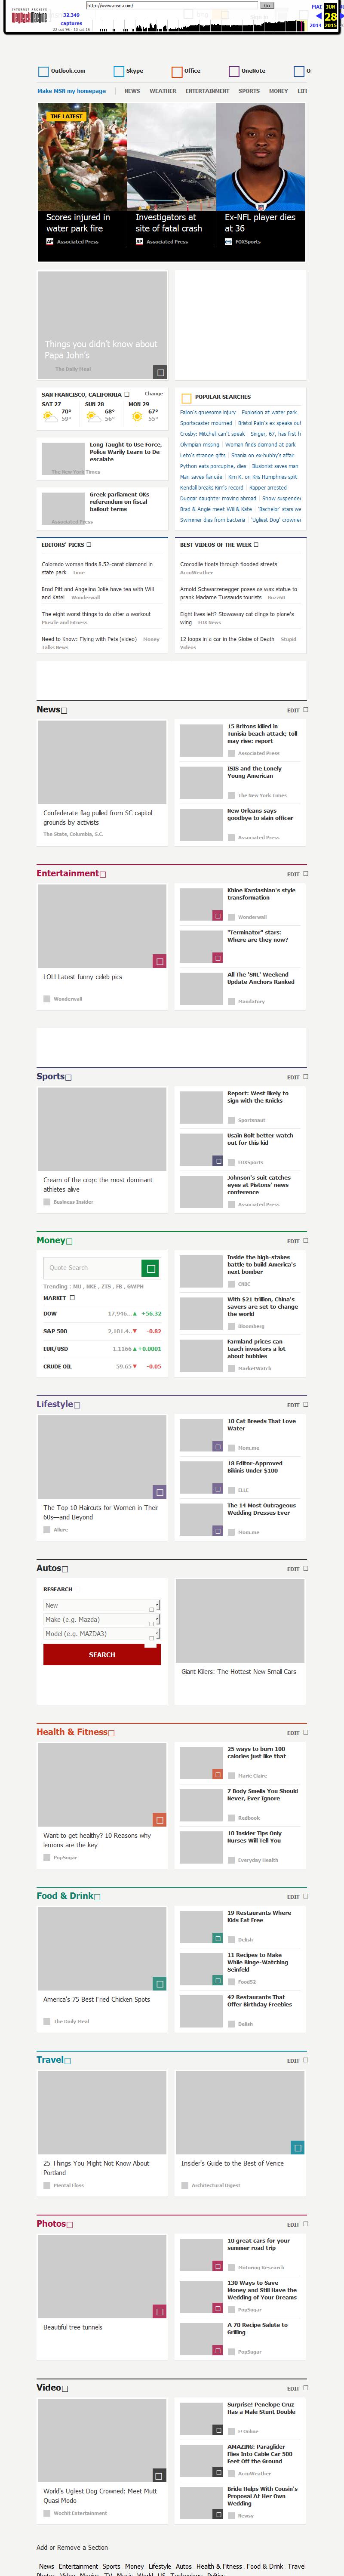 INTERNET ARCHIVE
http://www.msn.com/
Go
32,349
captures
MAI
JUN
28
2014
2015
Outlook.com
Skype
Office
OneNote
Make MSN my homepage
NEWS WEATHER ENTERTAINMENT SPORTS MONEY
THE LATEST
Scores injured in
water park fire
Associated Press
Investigators at
site of fatal crash
Associated Press
Ex-NFL player dies
at 36
FOXSports
Things you didn't know about
Papa John's
The Daily Meal
SAN FRANCISCO, CALIFORNIA
Change
SAT 27 SUN 28 MON 29
70° 68° 67°
59° 56° 55°
Long Taught to Use Force,
Police Warily Learn to De-
escalate
The New York Times
Greek parliament OKs
referendum on fiscal
bailout terms
Associated Press
POPULAR SEARCHES
Fallon's gruesome injury Explosion at water park
Sportscaster mourned Bristol Palin's ex speaks out
Crosby: Mitchell can't speak Singer, 67, has first h
Olympian missing Woman finds diamond at park
Leto's strange gifts Shania on ex-hubby's affair
Python eats porcupine, dies Illusionist saves man
Man saves fiancée Kim K. on Kris Humphries split
Kendall breaks Kim's record Rapper arrested
Duggar daughter moving abroad Show suspended
Brad & Angie meet Will & Kate 'Bachelor' stars we
Swimmer dies from bacteria 'Ugliest Dog' crowned
EDITORS' PICKS
Colorado woman finds 8.52-carat diamond in
state park Time
Brad Pitt and Angelina Jolie have tea with Will
and Kate! Wonderwall
The eight worst things to do after a workout
Muscle and Fitness
Need to Know: Flying with Pets (video) Money
Talks News
BEST VIDEOS OF THE WEEK
Crocodile floats through flooded streets
AccuWeather
Arnold Schwarzenegger poses as wax statue to
prank Madame Tussauds tourists Buzz60
Eight lives left? Stowaway cat clings to plane's
wing FOX News
12 loops in a car in the Globe of Death Stupid
Videos
News
EDIT
Confederate flag pulled from SC capitol
grounds by activists
The State, Columbia, S.C.
15 Britons killed in
Tunisia beach attack; toll
may rise: report
Associated Press
ISIS and the Lonely
Young American
The New York Times
New Orleans says
goodbye to slain officer
Associated Press
Entertainment
EDIT
LOL! Latest funny celeb pics
Wonderwall
Khloe Kardashian's style
transformation
Wonderwall
"Terminator" stars:
Where are they now?
All The 'SNL' Weekend
Update Anchors Ranked
Mandatory
Sports
EDIT
Cream of the crop: the most dominant
athletes alive
Business Insider
Report: West likely to
sign with the Knicks
Sportsnaut
Usain Bolt better watch
out for this kid
FOXSports
Johnson's suit catches
eyes at Pistons' news
conference
Associated Press
Money
EDIT
Quote Search
Trending : MU , NKE , ZTS , FB , GWPH
MARKET
DOW 17,946... ▲ +56.32
S&P 500 2,101.4.. ▼ -0.82
EUR/USD 1.1166 ▲ +0.0001
CRUDE OIL 59.65 ▼ -0.05
Inside the high-stakes
battle to build America's
next bomber
CNBC
With $21 trillion, China's
savers are set to change
the world
Bloomberg
Farmland prices can
teach investors a lot
about bubbles
MarketWatch
Lifestyle
EDIT
The Top 10 Haircuts for Women in Their
60s—and Beyond
Allure
10 Cat Breeds That Love
Water
Mom.me
18 Editor-Approved
Bikinis Under $100
ELLE
The 14 Most Outrageous
Wedding Dresses Ever
Mom.me
Autos
EDIT
RESEARCH
New
Make (e.g. Mazda)
Model (e.g. MAZDA3)
SEARCH
Giant Killers: The Hottest New Small Cars
Health & Fitness
EDIT
Want to get healthy? 10 Reasons why
lemons are the key
PopSugar
25 ways to burn 100
calories just like that
Marie Claire
7 Body Smells You Should
Never, Ever Ignore
Redbook
10 Insider Tips Only
Nurses Will Tell You
Everyday Health
Food & Drink
EDIT
America's 75 Best Fried Chicken Spots
The Daily Meal
19 Restaurants Where
Kids Eat Free
Delish
11 Recipes to Make
While Binge-Watching
Seinfeld
Food52
42 Restaurants That
Offer Birthday Freebies
Delish
Travel
EDIT
25 Things You Might Not Know About
Portland
Mental Floss
Insider's Guide to the Best of Venice
Architectural Digest
Photos
EDIT
Beautiful tree tunnels
10 great cars for your
summer road trip
Motoring Research
130 Ways to Save
Money and Still Have the
Wedding of Your Dreams
PopSugar
A 70 Recipe Salute to
Grilling
PopSugar
Video
EDIT
World's Ugliest Dog Crowned: Meet Mutt
Quasi Modo
Wochit Entertainment
Surprise! Penelope Cruz
Has a Male Stunt Double
E! Online
AMAZING: Paraglider
Flies Into Cable Car 500
Feet Off the Ground
AccuWeather
Bride Helps With Cousin's
Proposal At Her Own
Wedding
Newsy
Add or Remove a Section
News Entertainment Sports Money Lifestyle Autos Health & Fitness Food & Drink Travel